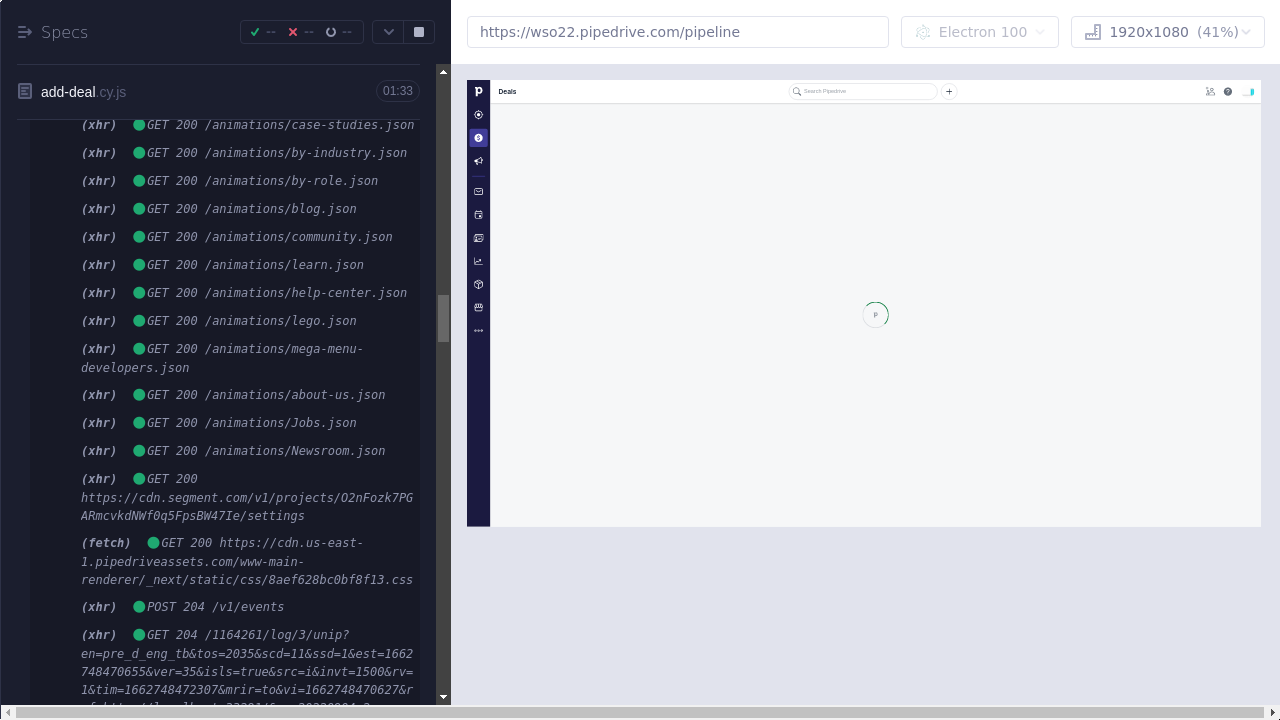 Specs
--
--
--
https://wso22.pipedrive.com/pipeline
Electron 100
1920x1080 (41%)
add-deal.cy.js
01:33
(xhr) GET 200 /animations/case-studies.json
(xhr) GET 200 /animations/by-industry.json
(xhr) GET 200 /animations/by-role.json
(xhr) GET 200 /animations/blog.json
(xhr) GET 200 /animations/community.json
(xhr) GET 200 /animations/learn.json
(xhr) GET 200 /animations/help-center.json
(xhr) GET 200 /animations/lego.json
(xhr) GET 200 /animations/mega-menu-
developers.json
(xhr) GET 200 /animations/about-us.json
(xhr) GET 200 /animations/Jobs.json
(xhr) GET 200 /animations/Newsroom.json
(xhr) GET 200
https://cdn.segment.com/v1/projects/O2nFozk7PG
ARmcvkdNWf0q5FpsBW47Ie/settings
(fetch) GET 200 https://cdn.us-east-
1.pipedriveassets.com/www-main-
renderer/_next/static/css/8aef628bc0bf8f13.css
(xhr) POST 204 /v1/events
(xhr) GET 204 /1164261/log/3/unip?
en=pre_d_eng_tb&tos=2035&scd=11&ssd=1&est=1662
748470655&ver=35&isls=true&src=i&invt=1500&rv=
1&tim=1662748472307&mrir=to&vi=1662748470627&r
p
Deals
Search Pipedrive
P